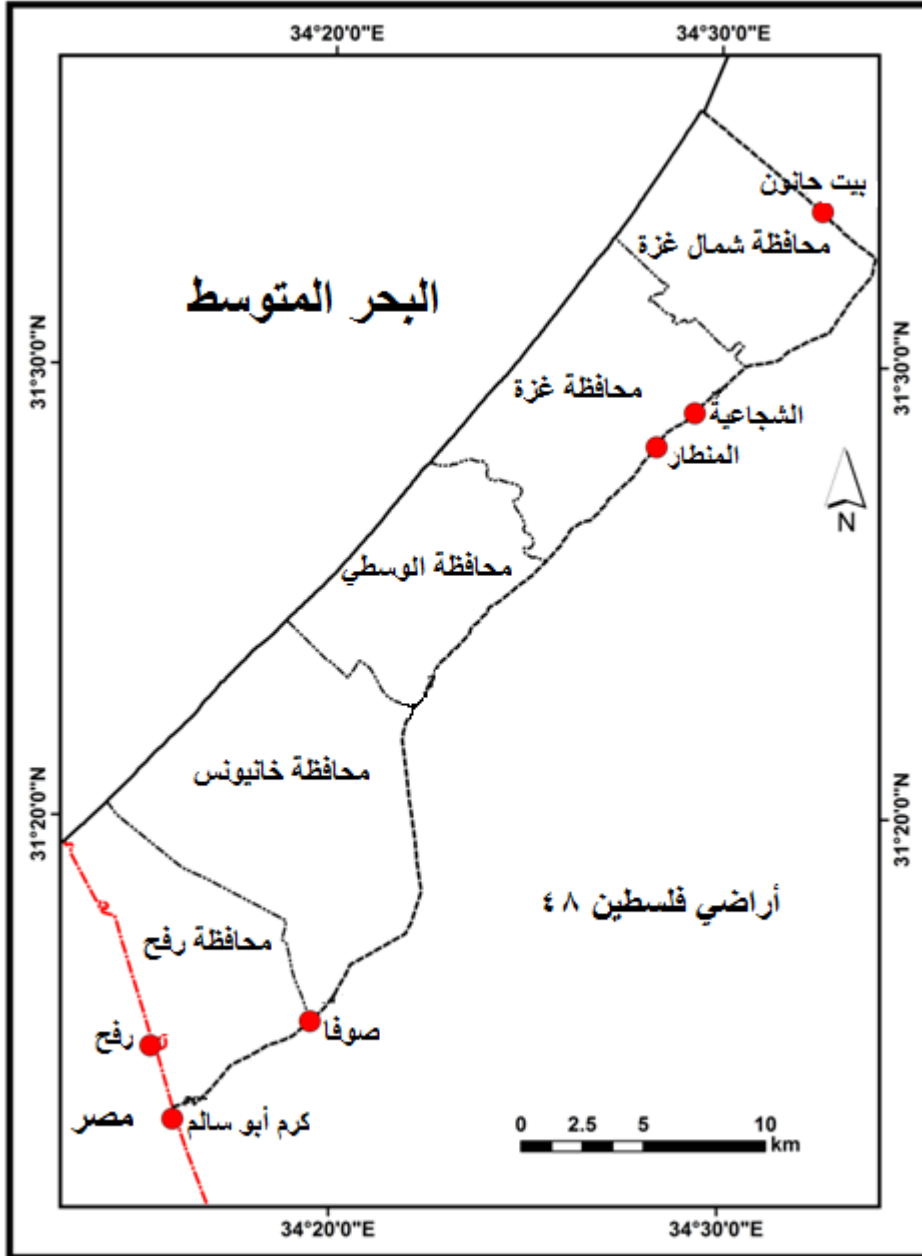 34°20'0"E
34°30'0"E
بيت حانون
محافظة شمال غزة
البحر المتوسط
31°30'0"N
31°30'0"N
محافظة غزة
الشجاعية
المنطار
N
محافظة الوسطي
محافظة خانيونس
31°20'0"N
31°20'0"N
أراضي فلسطين ٤٨
محافظة رفح
صوفا
رفح
مصر
كرم أبو سالم
0 2.5 5 10
km
34°20'0"E
34°30'0"E